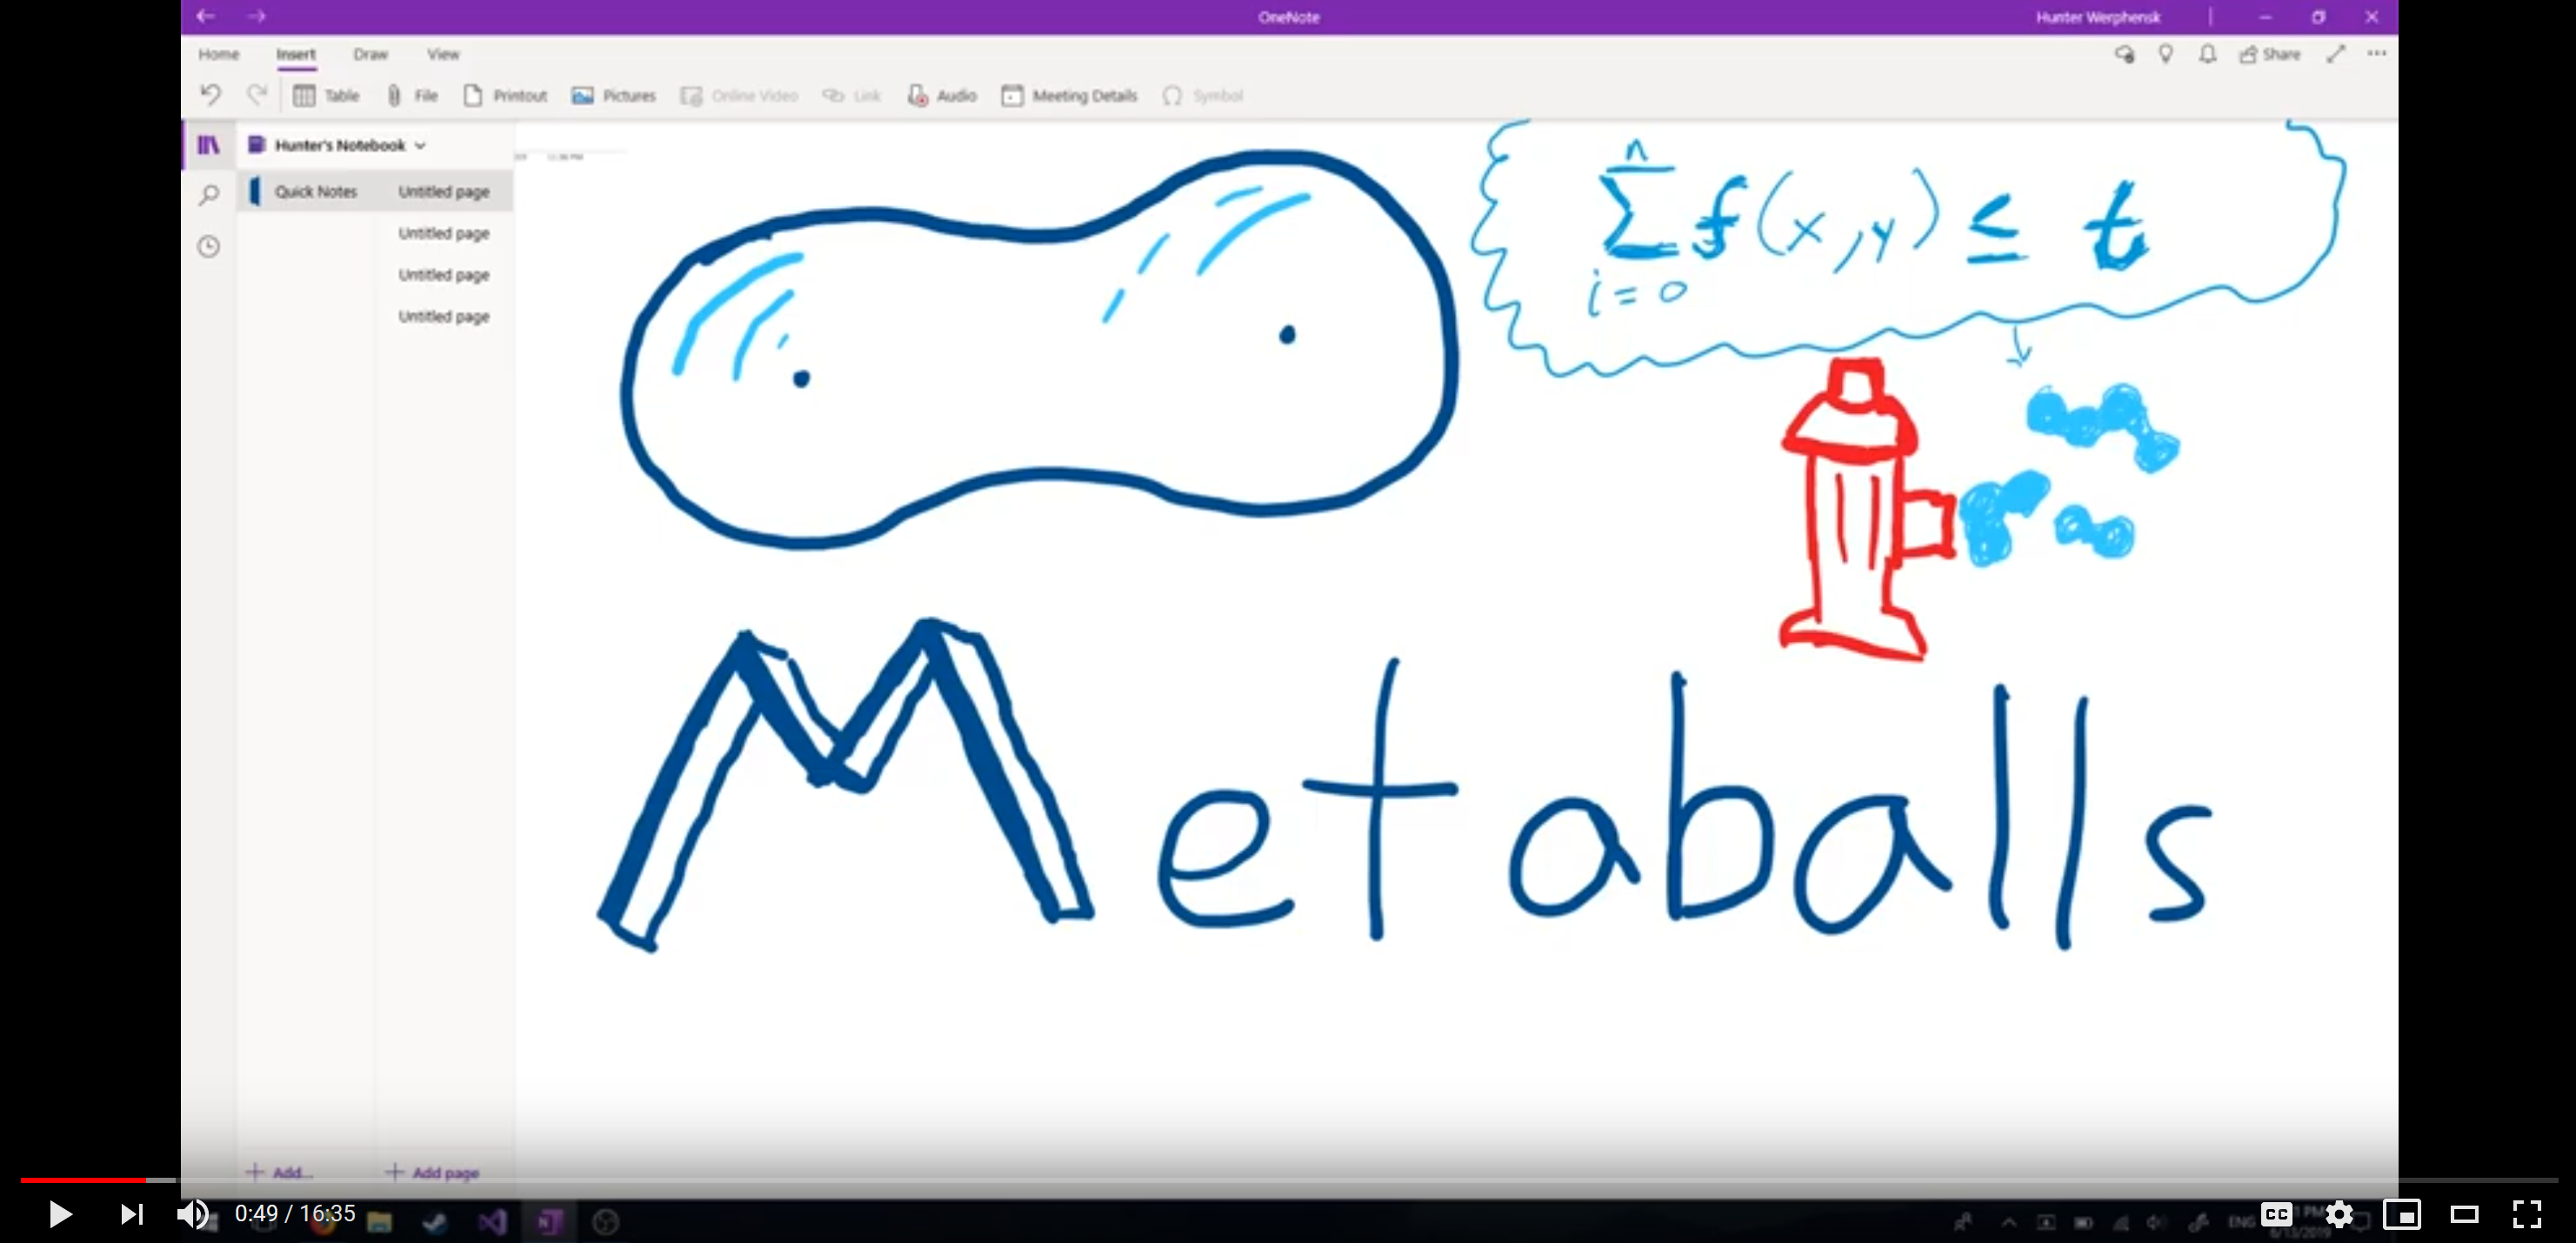 OneNote
Hunter Werphensk
Home Insert Draw View
Share
Table File Printout Pictures Online Video Link Audio Meeting Details Symbol
Hunter's Notebook
Quick Notes Untitled page
Untitled page
Untitled page
Untitled page
n
∑ f(x,y) ≤ t
i=0
Metaballs
Add... Add page
0:49 / 16:35
CC
ENG